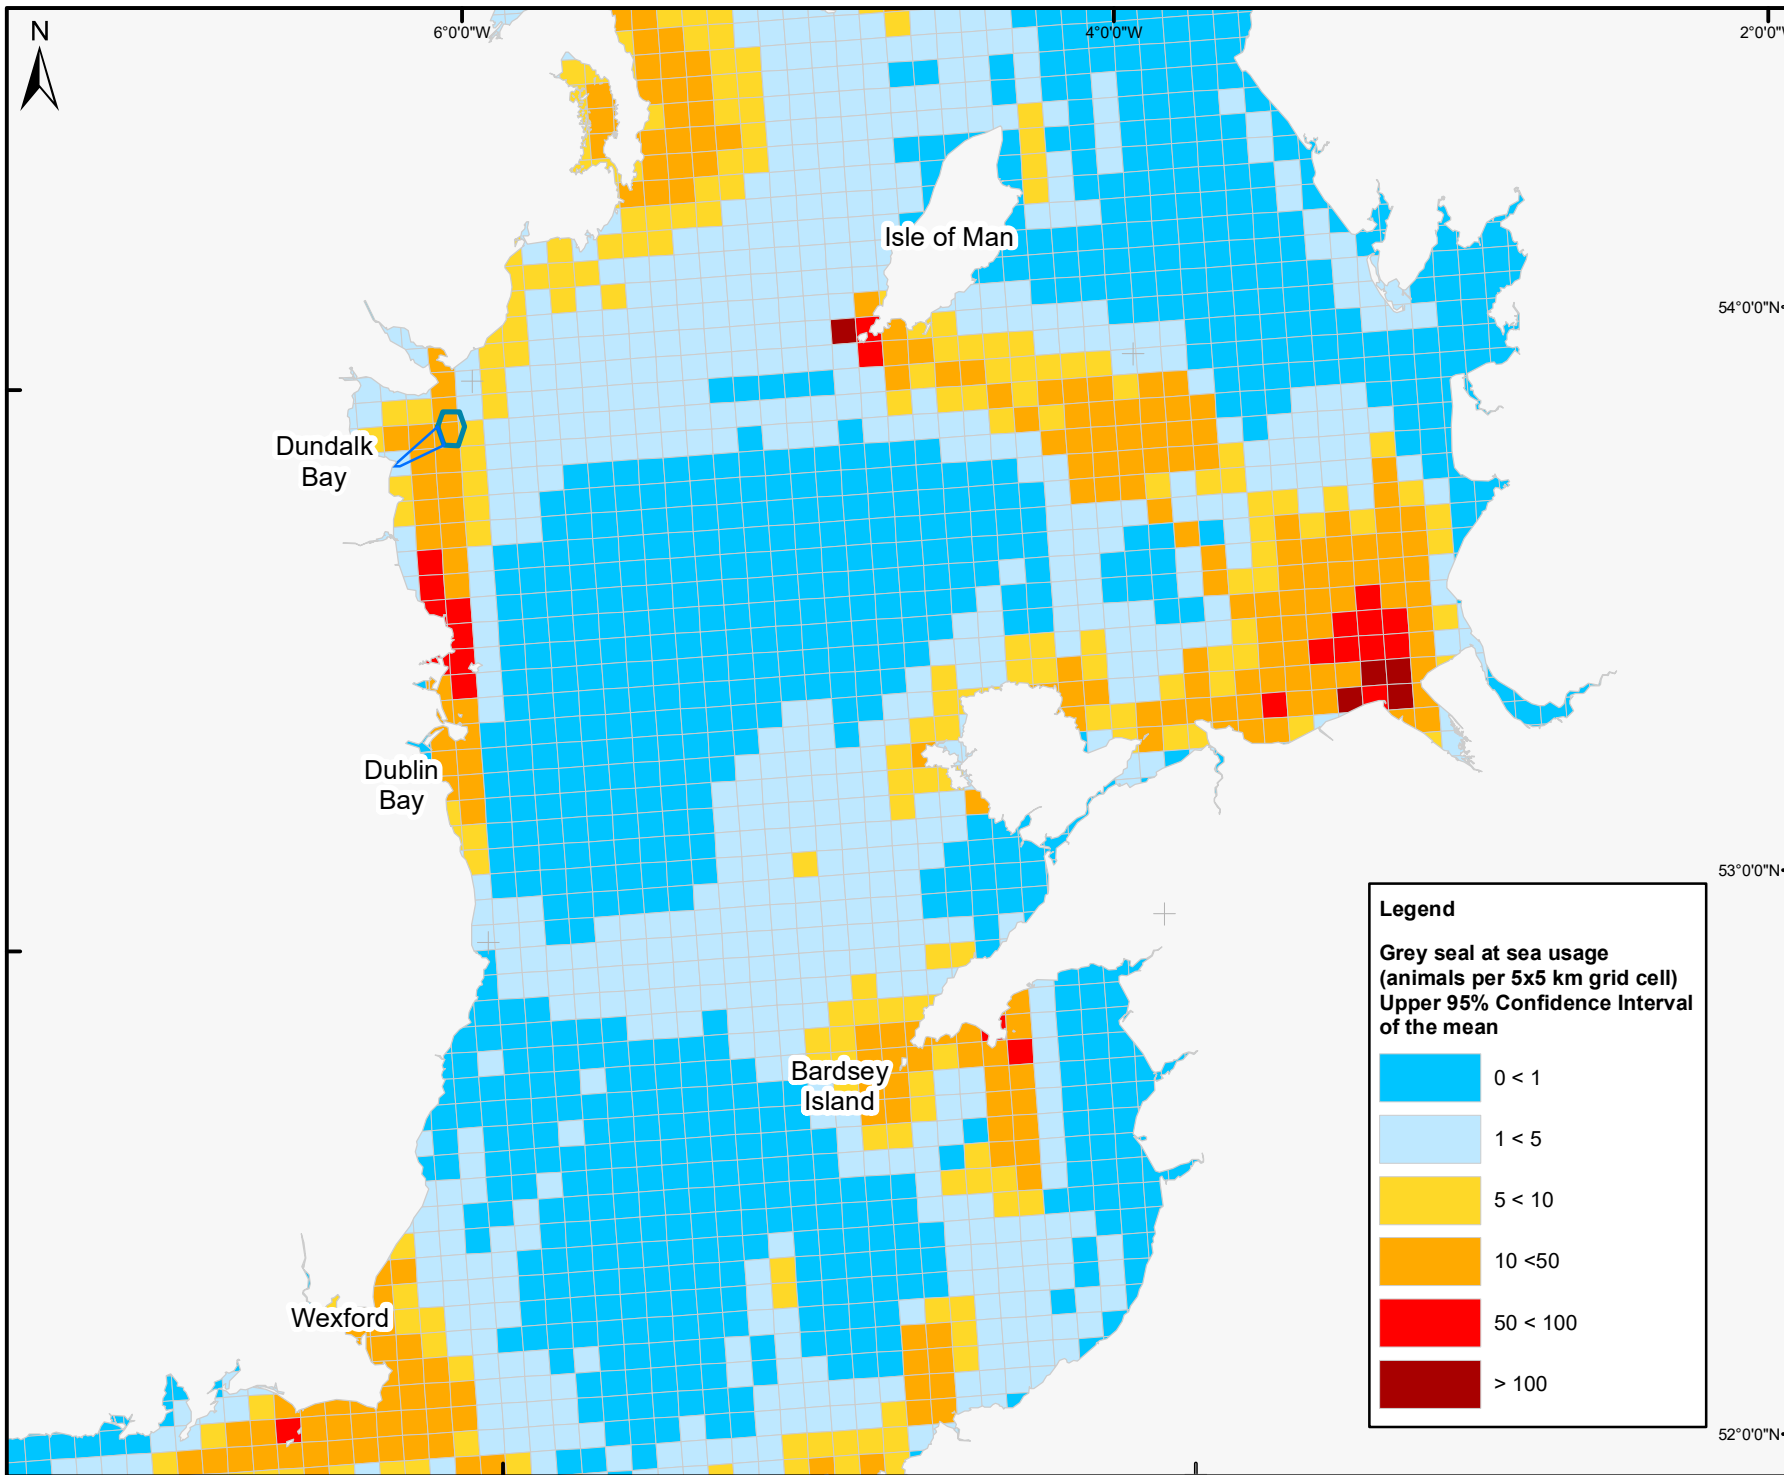 N
6°0'0"W
4°0'0"W
2°0'0"W
Isle of Man
54°0'0"N
Dundalk
Bay
Dublin
Bay
53°0'0"N
Legend
Grey seal at sea usage
(animals per 5x5 km grid cell)
Upper 95% Confidence Interval
of the mean
0 < 1
1 < 5
5 < 10
10 <50
50 < 100
> 100
Bardsey
Island
Wexford
52°0'0"N